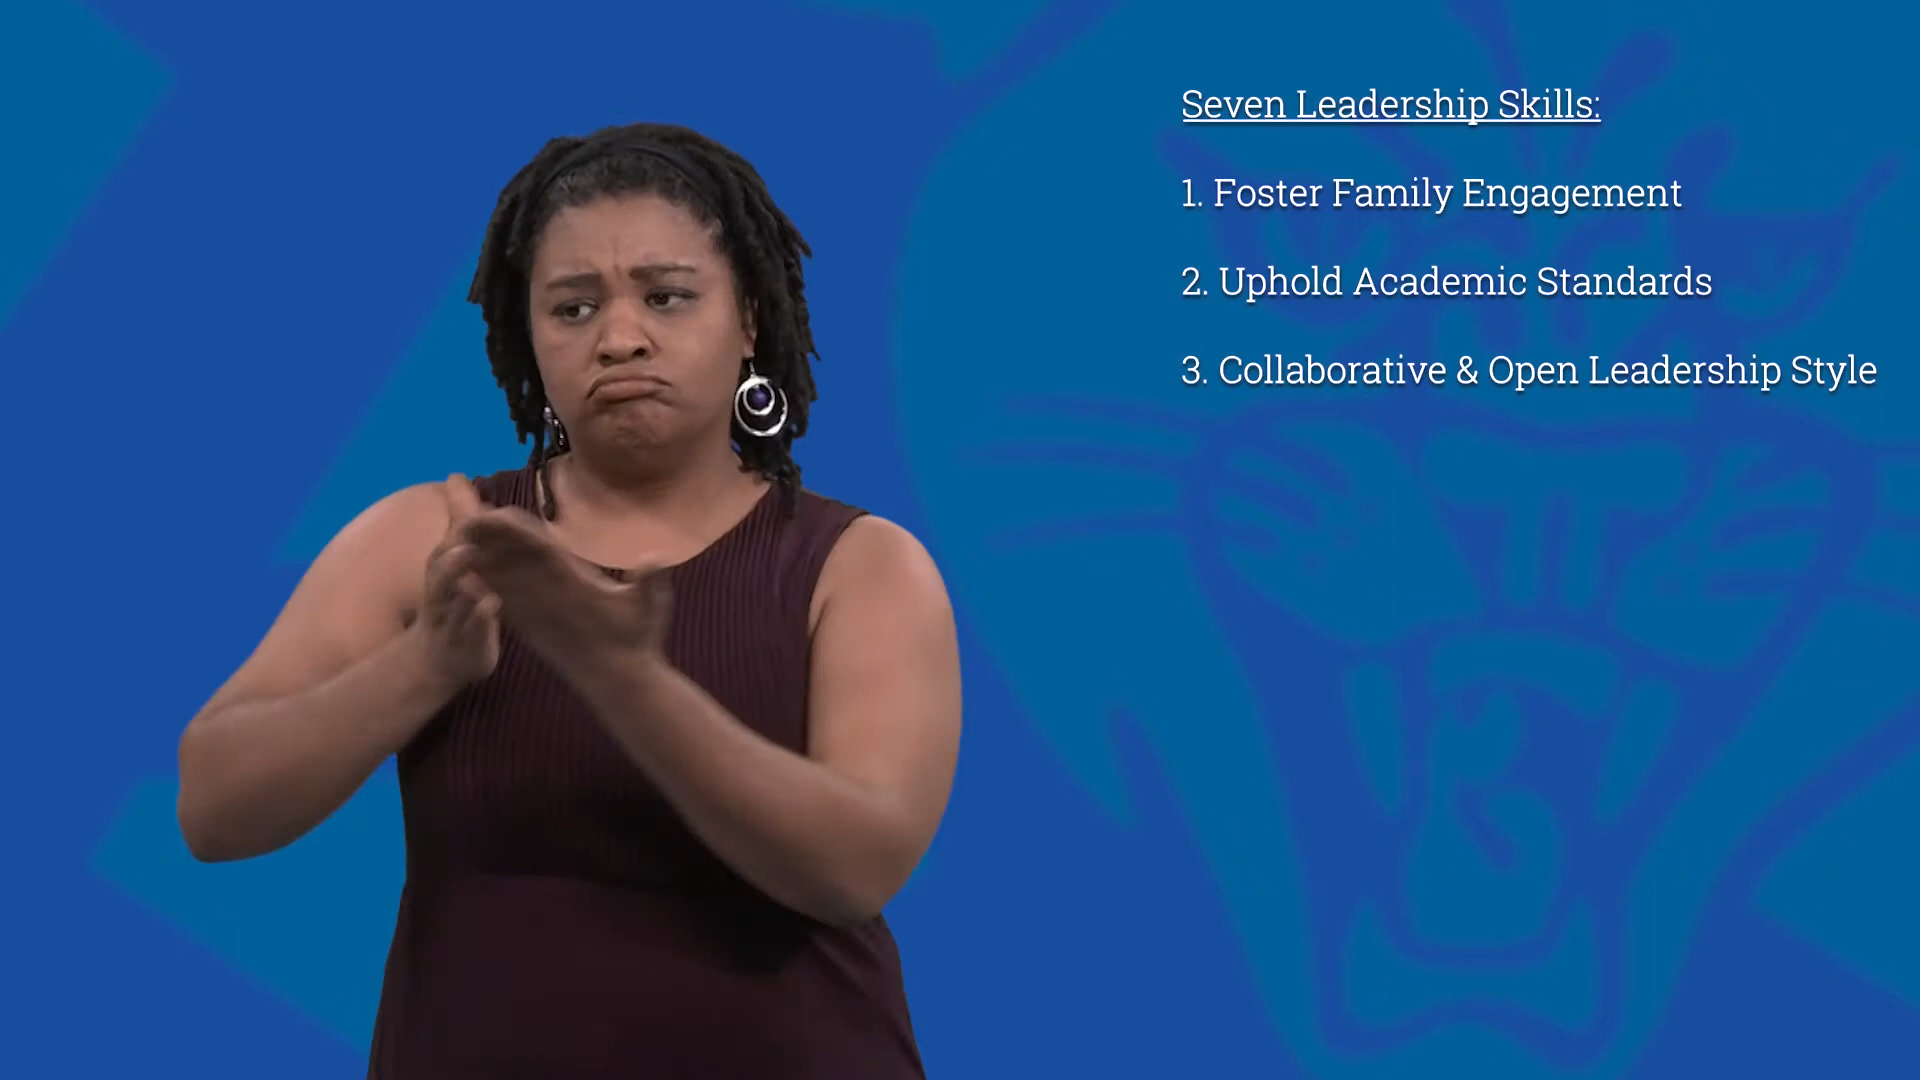 Seven Leadership Skills:
1. Foster Family Engagement
2. Uphold Academic Standards
3. Collaborative & Open Leadership Style